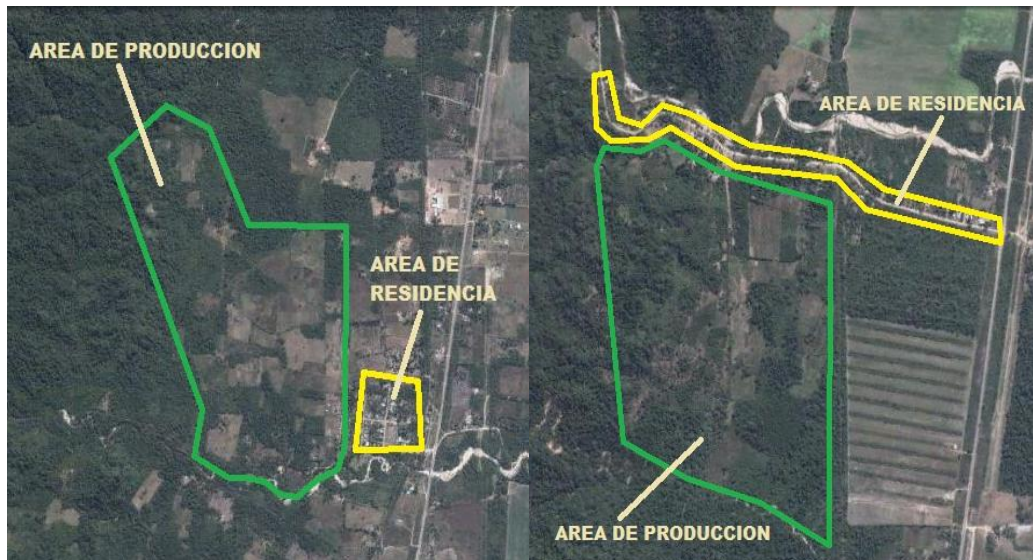 AREA DE PRODUCCION
AREA DE
RESIDENCIA
AREA DE RESIDENCIA
AREA DE PRODUCCION